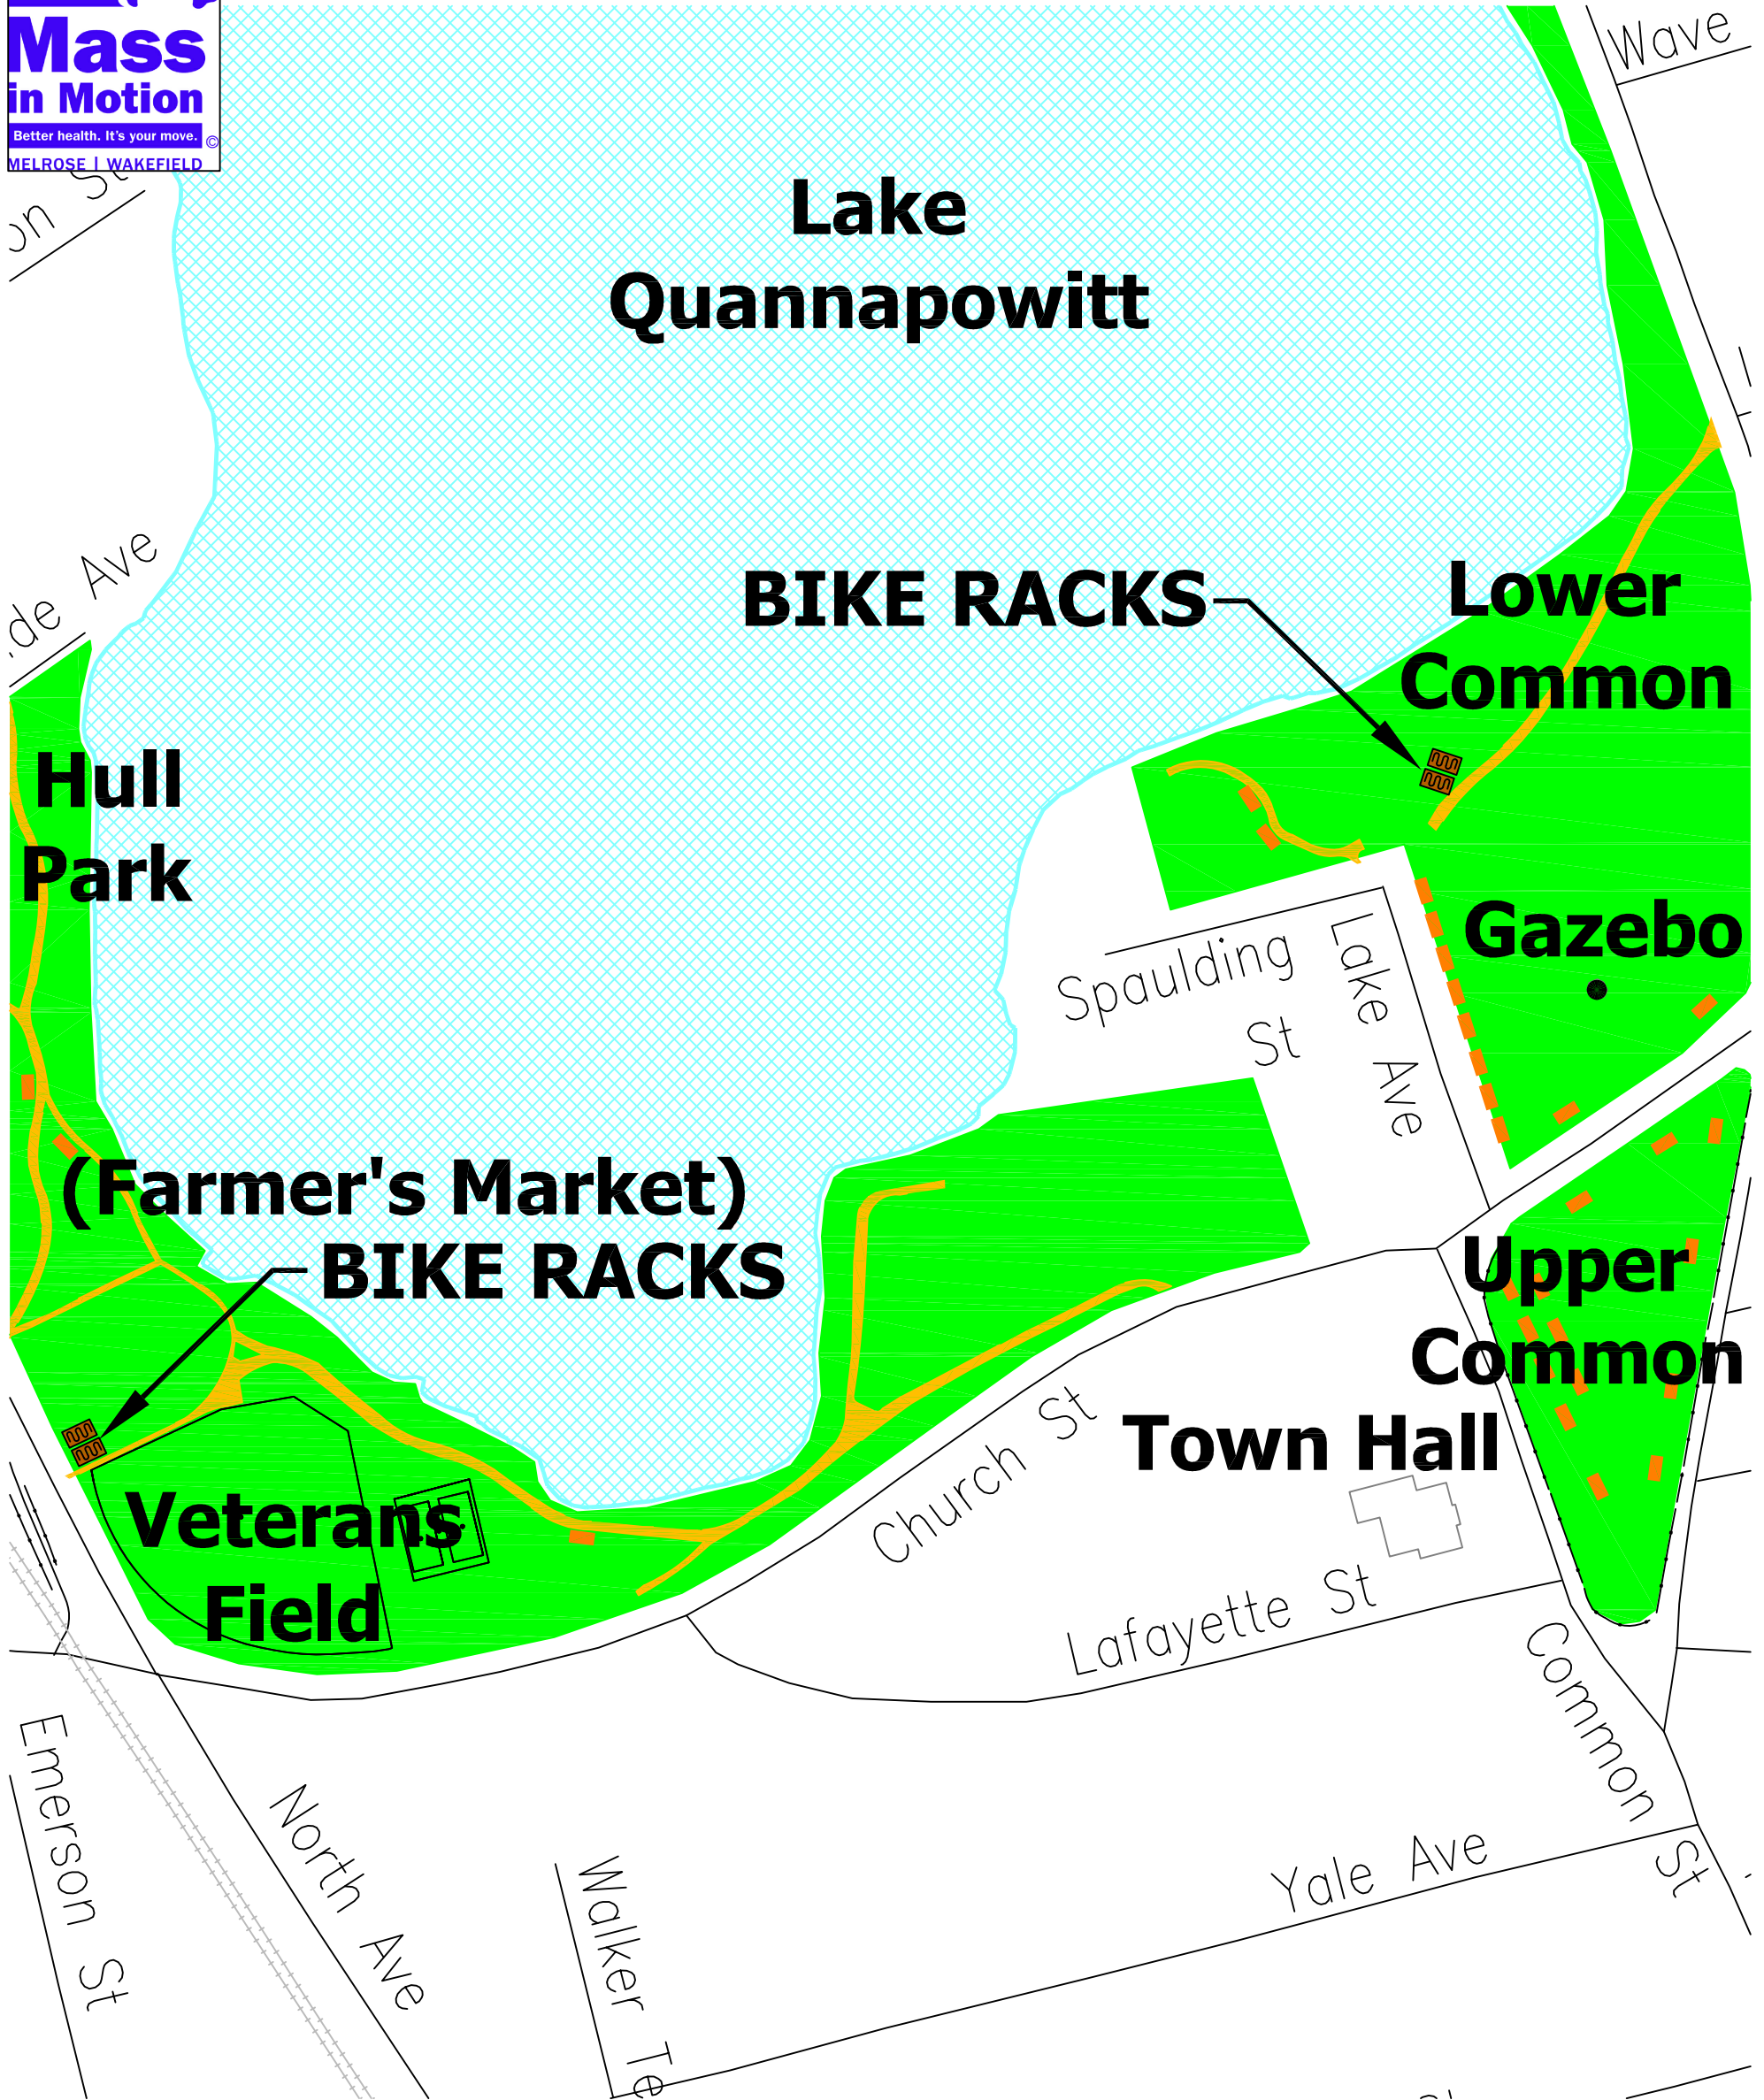 Mass
in Motion
Better health. It's your move.
©
MELROSE | WAKEFIELD
Wave
Lake
Quannapowitt
Ave
BIKE RACKS
Lower
Common
Hull
Park
Gazebo
Spaulding
St
Lake Ave
(Farmer's Market)
BIKE RACKS
Upper
Common
Town Hall
Church St
Veterans
Field
Lafayette St
Common St
Emerson St
North Ave
Walker Te
Yale Ave